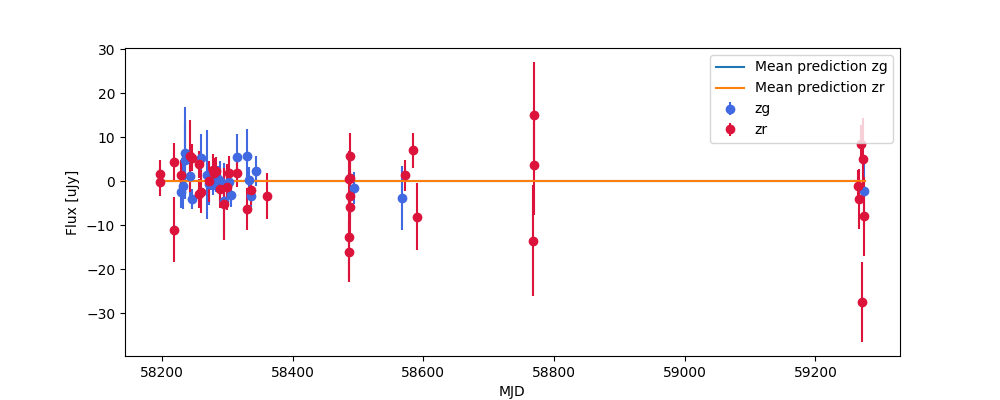 30
20
10
0
−10
−20
−30
Flux [uJy]
58200
58400
58600
58800
59000
59200
MJD
Mean prediction zg
Mean prediction zr
zg
zr